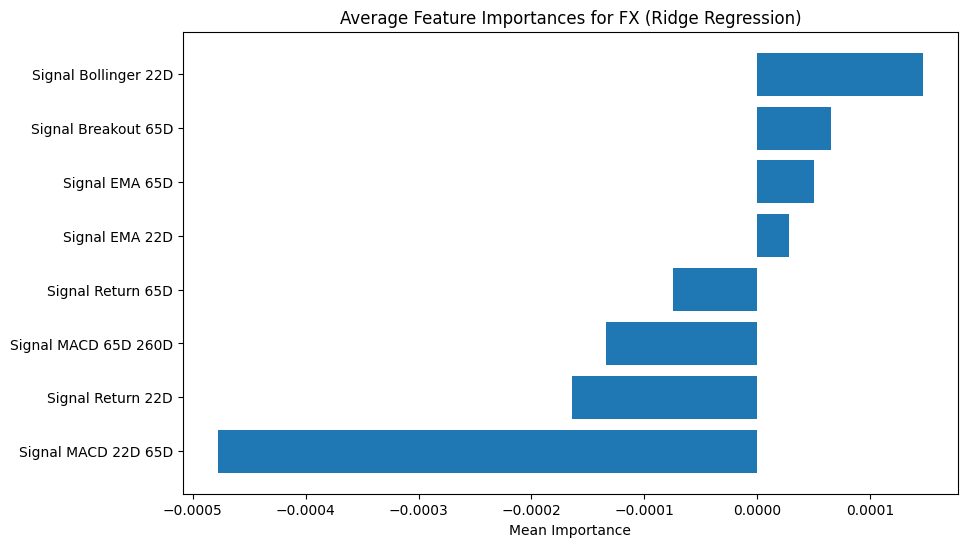 Average Feature Importances for FX (Ridge Regression)
Signal Bollinger 22D
Signal Breakout 65D
Signal EMA 65D
Signal EMA 22D
Signal Return 65D
Signal MACD 65D 260D
Signal Return 22D
Signal MACD 22D 65D
−0.0005 −0.0004 −0.0003 −0.0002 −0.0001 0.0000 0.0001
Mean Importance